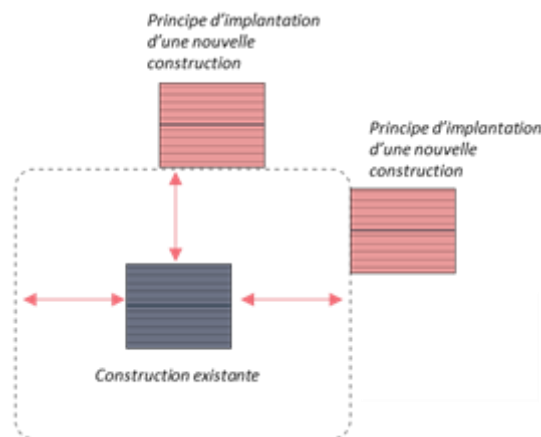 Principe d'implantation
d'une nouvelle
construction
Principe d'implantation
d'une nouvelle
construction
Construction existante